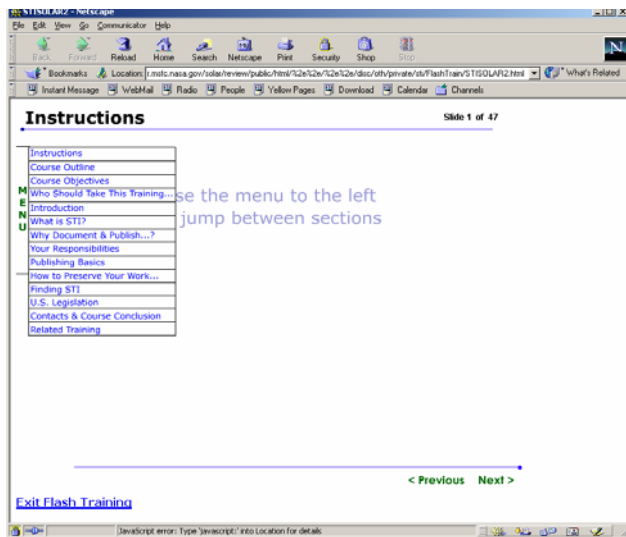 STISOLAR2 - Netscape
File Edit View Go Communicator Help
Back Forward Reload Home Search Netscape Print Security Shop Stop
N
Bookmarks Location: r.msfc.nasa.gov/solar/review/public/html/%2e%2e/%2e%2e/disc/oth/private/sti/FlashTrain/STISOLAR2.html What's Related
Instant Message WebMail Radio People Yellow Pages Download Calendar Channels
Instructions
Slide 1 of 47
MENU
Instructions
Course Outline
Course Objectives
Who Should Take This Training...
Introduction
What is STI?
Why Document & Publish...?
Your Responsibilities
Publishing Basics
How to Preserve Your Work...
Finding STI
U.S. Legislation
Contacts & Course Conclusion
Related Training
se the menu to the left
jump between sections
< Previous Next >
Exit Flash Training
JavaScript error: Type 'javascript:' into Location for details